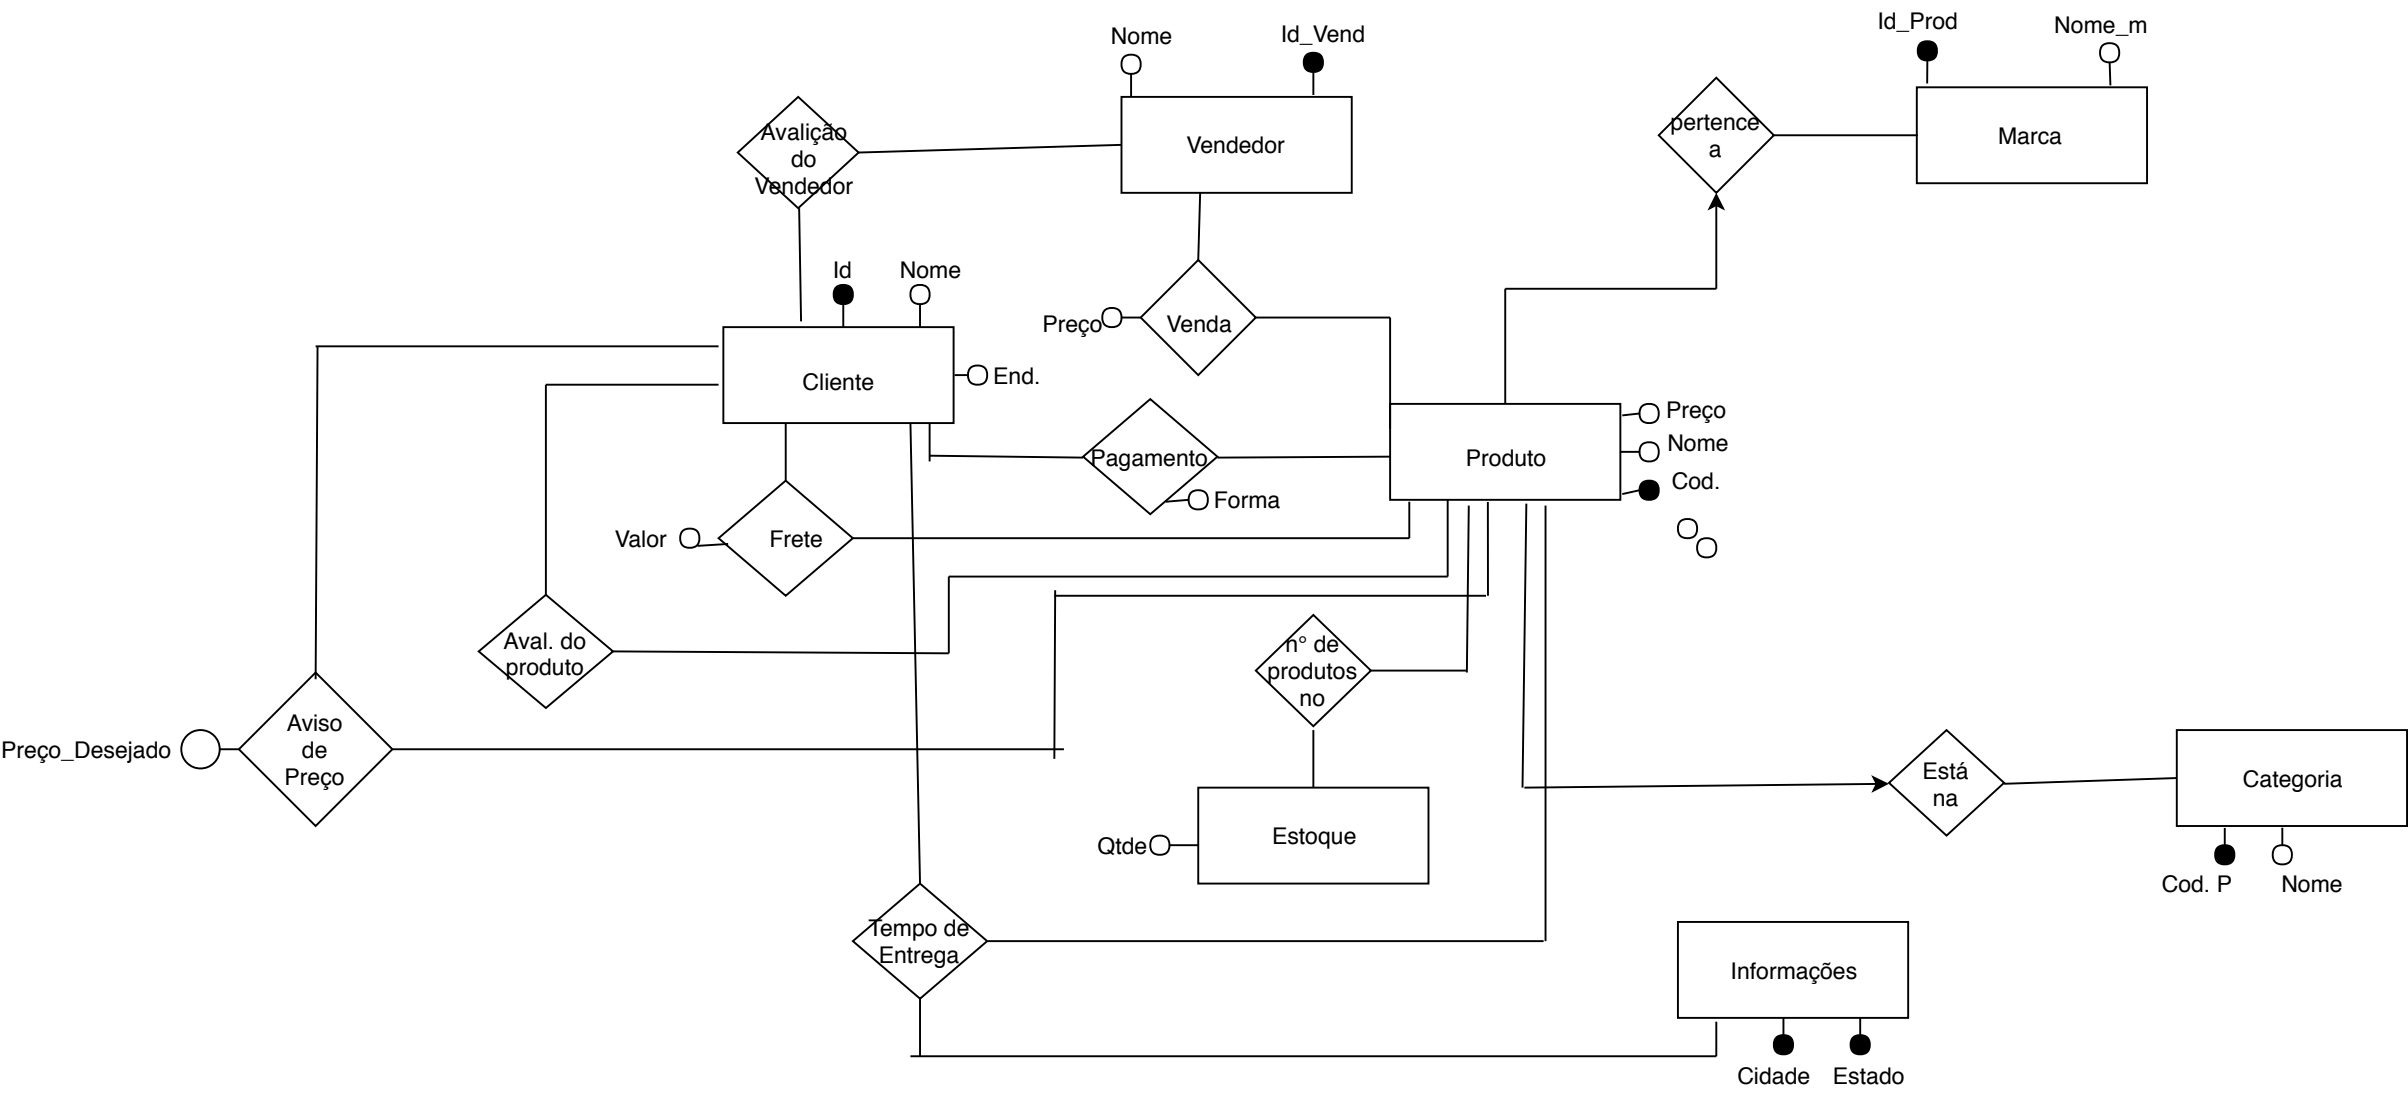 Id_Prod
Nome_m
Nome
Id_Vend
pertence
a
Marca
Avalição
do
Vendedor
Vendedor
Id
Nome
Preço
Venda
Cliente
End.
Preço
Nome
Cod.
Pagamento
Produto
Forma
Valor
Frete
Aval. do
produto
n° de
produtos
no
Preço_Desejado
Aviso
de
Preço
Está
na
Categoria
Qtde
Estoque
Cod. P
Nome
Tempo de
Entrega
Informações
Cidade
Estado